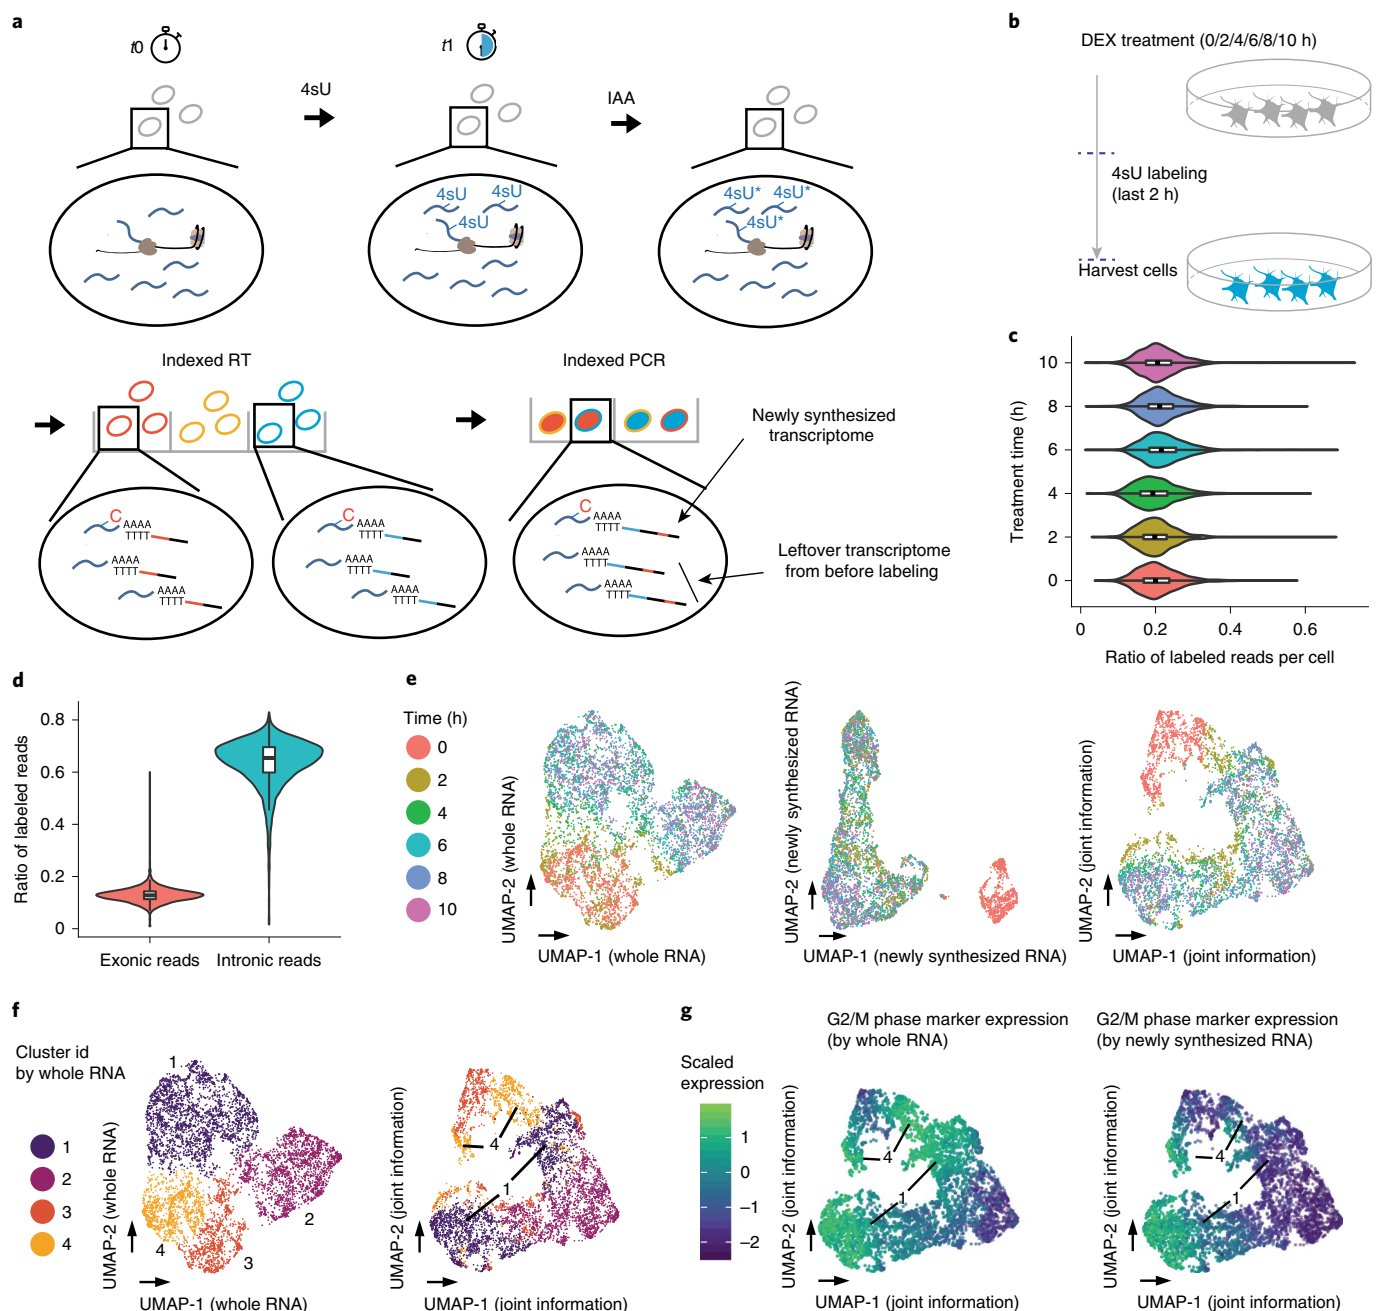 a
t0
t1
4sU
IAA
4sU
4sU
4sU
4sU*
4sU*
4sU*
Indexed RT
Indexed PCR
Newly synthesized
transcriptome
Leftover transcriptome
from before labeling
C
AAAA
TTTT
AAAA
TTTT
AAAA
TTTT
C
AAAA
TTTT
AAAA
TTTT
AAAA
TTTT
C
AAAA
TTTT
AAAA
TTTT
AAAA
TTTT
b
DEX treatment (0/2/4/6/8/10 h)
4sU labeling
(last 2 h)
Harvest cells
c
Treatment time (h)
10
8
6
4
2
0
0
0.2
0.4
0.6
Ratio of labeled reads per cell
d
Ratio of labeled reads
0.8
0.6
0.4
0.2
0
Exonic reads
Intronic reads
e
Time (h)
0
2
4
6
8
10
UMAP-2 (whole RNA)
UMAP-1 (whole RNA)
UMAP-2 (newly synthesized RNA)
UMAP-1 (newly synthesized RNA)
UMAP-2 (joint information)
UMAP-1 (joint information)
f
Cluster id
by whole RNA
1
2
3
4
1
2
3
4
UMAP-2 (whole RNA)
UMAP-1 (whole RNA)
4
1
UMAP-2 (joint information)
UMAP-1 (joint information)
g
Scaled
expression
1
0
−1
−2
G2/M phase marker expression
(by whole RNA)
4
1
UMAP-2 (joint information)
UMAP-1 (joint information)
G2/M phase marker expression
(by newly synthesized RNA)
4
1
UMAP-2 (joint information)
UMAP-1 (joint information)